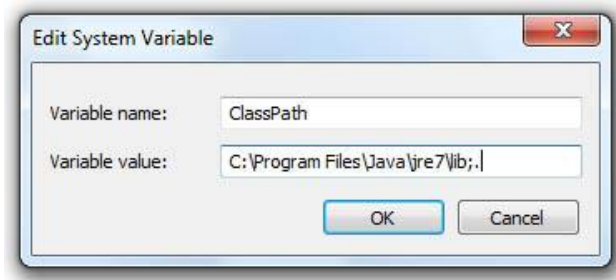 Edit System Variable
Variable name: ClassPath
Variable value: C:\Program Files\Java\jre7\lib;.
OK Cancel